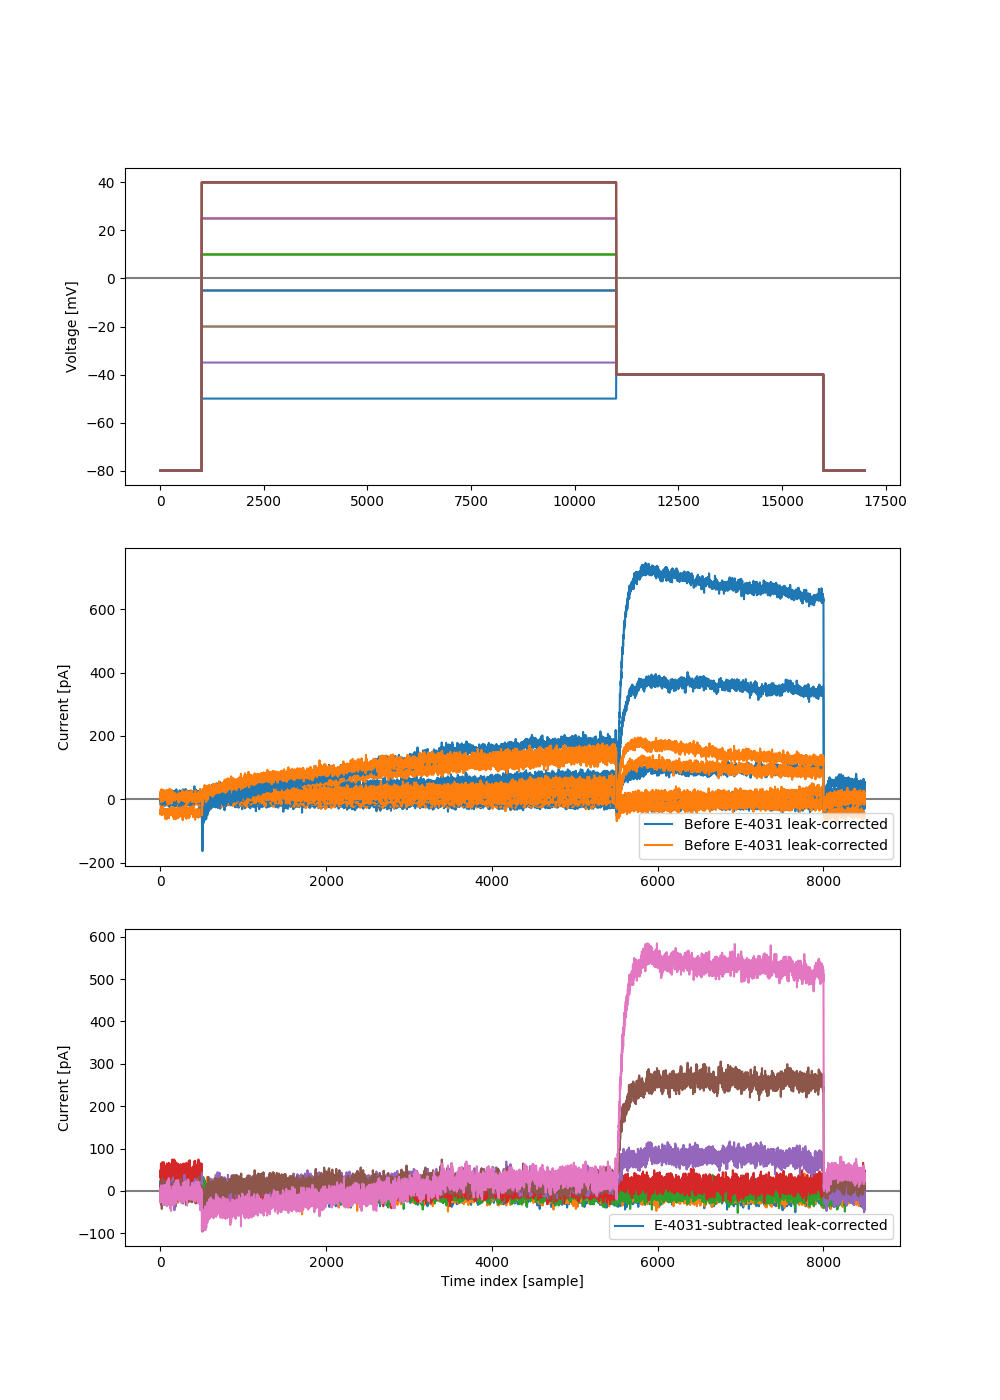 40
20
0
−20
−40
−60
−80
Voltage [mV]
0 2500 5000 7500 10000 12500 15000 17500
600
400
200
0
−200
Current [pA]
Before E-4031 leak-corrected
Before E-4031 leak-corrected
0 2000 4000 6000 8000
600
500
400
300
200
100
0
−100
Current [pA]
E-4031-subtracted leak-corrected
0 2000 4000 6000 8000
Time index [sample]